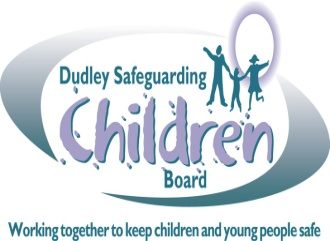 Dudley Safeguarding
Children
Board
Working together to keep children and young people safe